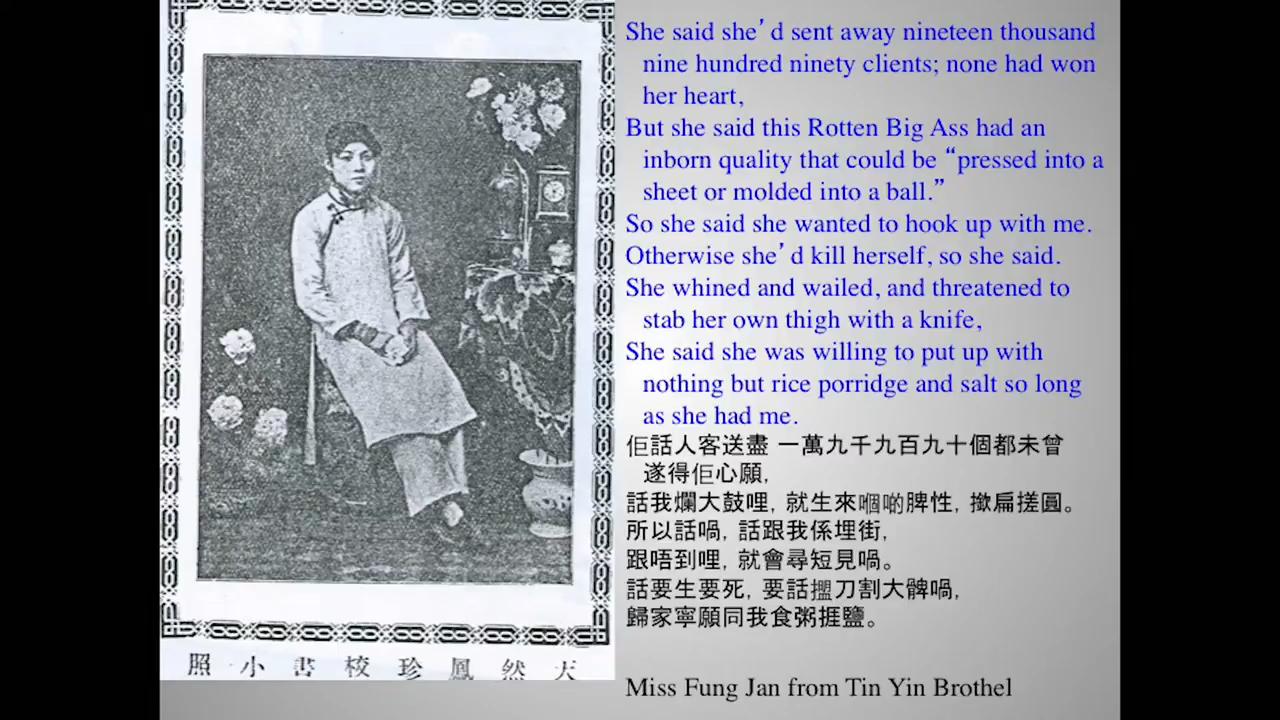 She said she’d sent away nineteen thousand
nine hundred ninety clients; none had won
her heart,
But she said this Rotten Big Ass had an
inborn quality that could be “pressed into a
sheet or molded into a ball.”
So she said she wanted to hook up with me.
Otherwise she’d kill herself, so she said.
She whined and wailed, and threatened to
stab her own thigh with a knife,
She said she was willing to put up with
nothing but rice porridge and salt so long
as she had me.
佢話人客送盡 一萬九千九百九十個都未曾
遂得佢心願,
話我爛大鼓哩, 就生來嗰啲脾性, 撳扁搓圓。
所以話喎, 話跟我係埋街,
跟唔到哩, 就會尋短見喎。
話要生要死, 要話搵刀割大髀喎,
歸家寧願同我食粥捱鹽。
照小書校珍鳳然天
Miss Fung Jan from Tin Yin Brothel